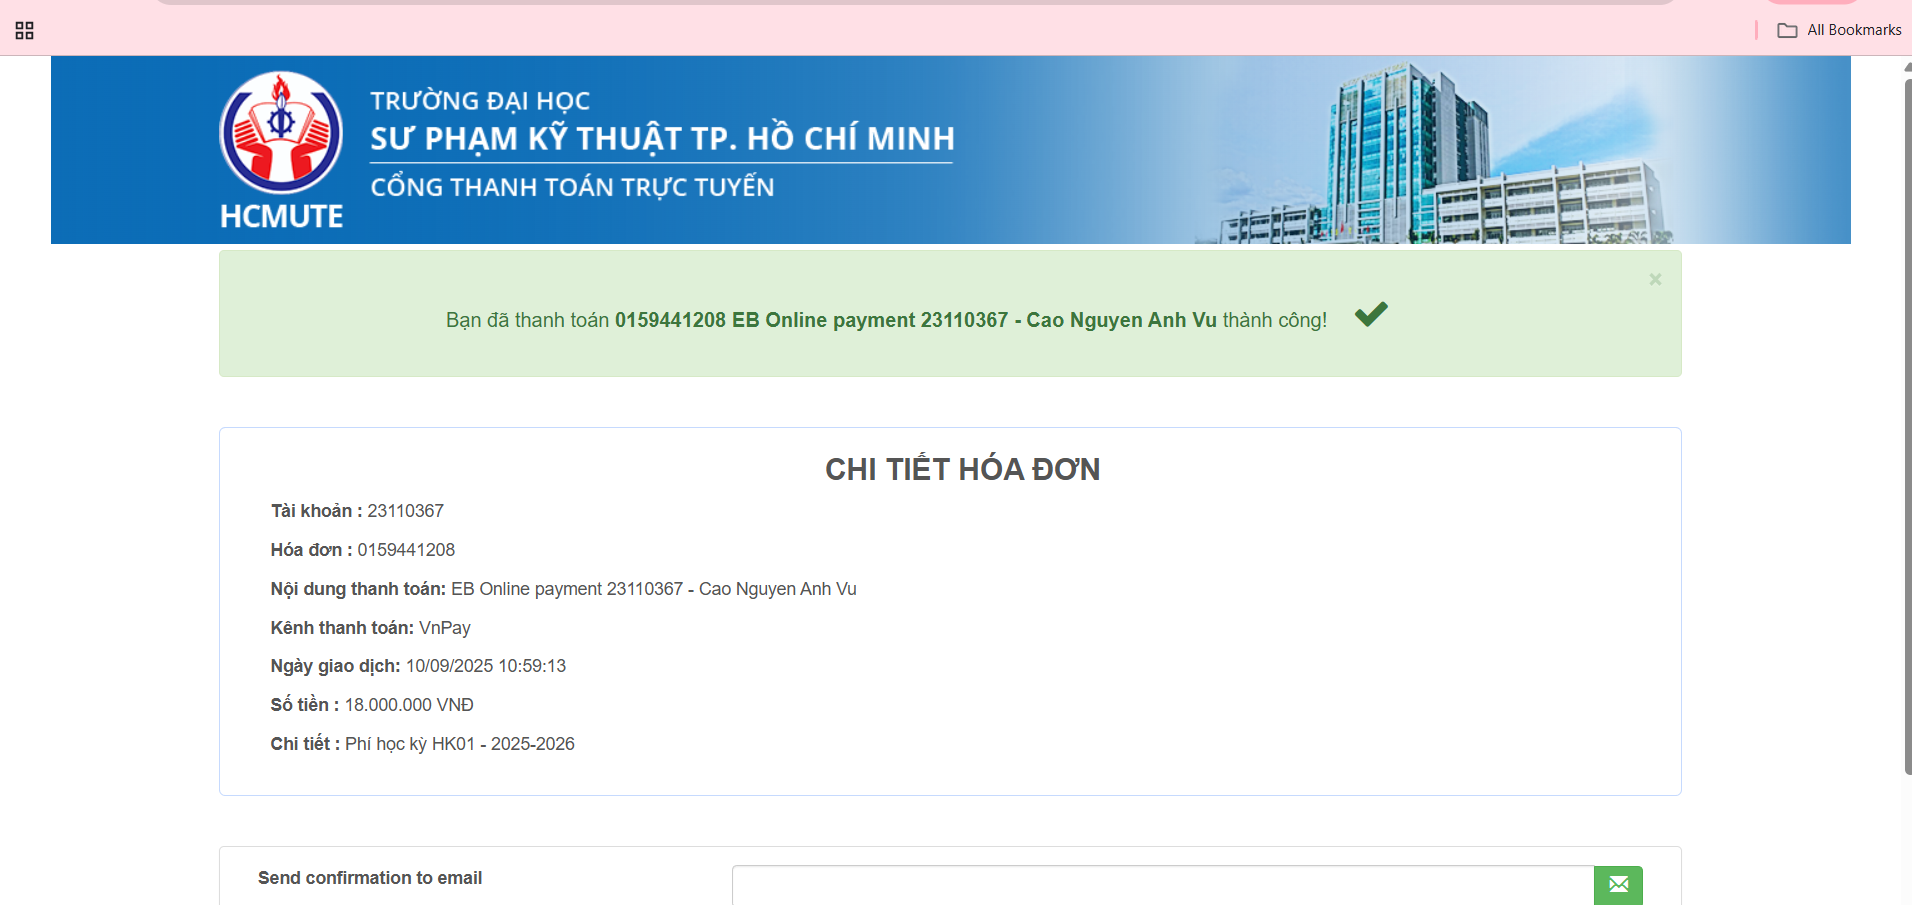 All Bookmarks
TRƯỜNG ĐẠI HỌC
SƯ PHẠM KỸ THUẬT TP. HỒ CHÍ MINH
CỔNG THANH TOÁN TRỰC TUYẾN
HCMUTE
×
Bạn đã thanh toán 0159441208 EB Online payment 23110367 - Cao Nguyen Anh Vu thành công!
CHI TIẾT HÓA ĐƠN
Tài khoản : 23110367
Hóa đơn : 0159441208
Nội dung thanh toán: EB Online payment 23110367 - Cao Nguyen Anh Vu
Kênh thanh toán: VnPay
Ngày giao dịch: 10/09/2025 10:59:13
Số tiền : 18.000.000 VNĐ
Chi tiết : Phí học kỳ HK01 - 2025-2026
Send confirmation to email